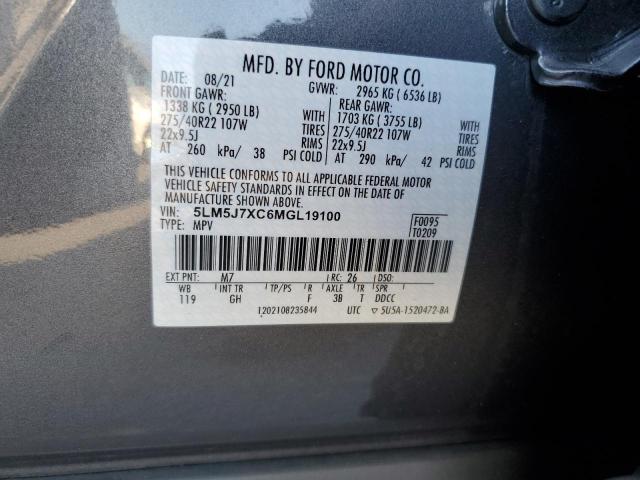 MFD. BY FORD MOTOR CO.
DATE: 08/21 GVWR: 2965 KG ( 6536 LB)
FRONT GAWR: REAR GAWR:
1338 KG ( 2950 LB) 1703 KG ( 3755 LB)
275/40R22 107W TIRES 275/40R22 107W TIRES
22x9.5J RIMS 22x9.5J RIMS
AT 260 kPa/ 38 PSI COLD AT 290 kPa/ 42 PSI COLD
THIS VEHICLE CONFORMS TO ALL APPLICABLE FEDERAL MOTOR
VEHICLE SAFETY STANDARDS IN EFFECT ON THE DATE OF
MANUFACTURE SHOWN ABOVE.
VIN: 5LM5J7XC6MGL19100 F0095
TYPE: MPV T0209
EXT PNT: M7 RC: 26 DSO:
WB INT TR TP/PS R AXLE TR SPR
119 GH F 3B T DDCC
1202108235844 UTC ▽ 5U5A-1520472-BA